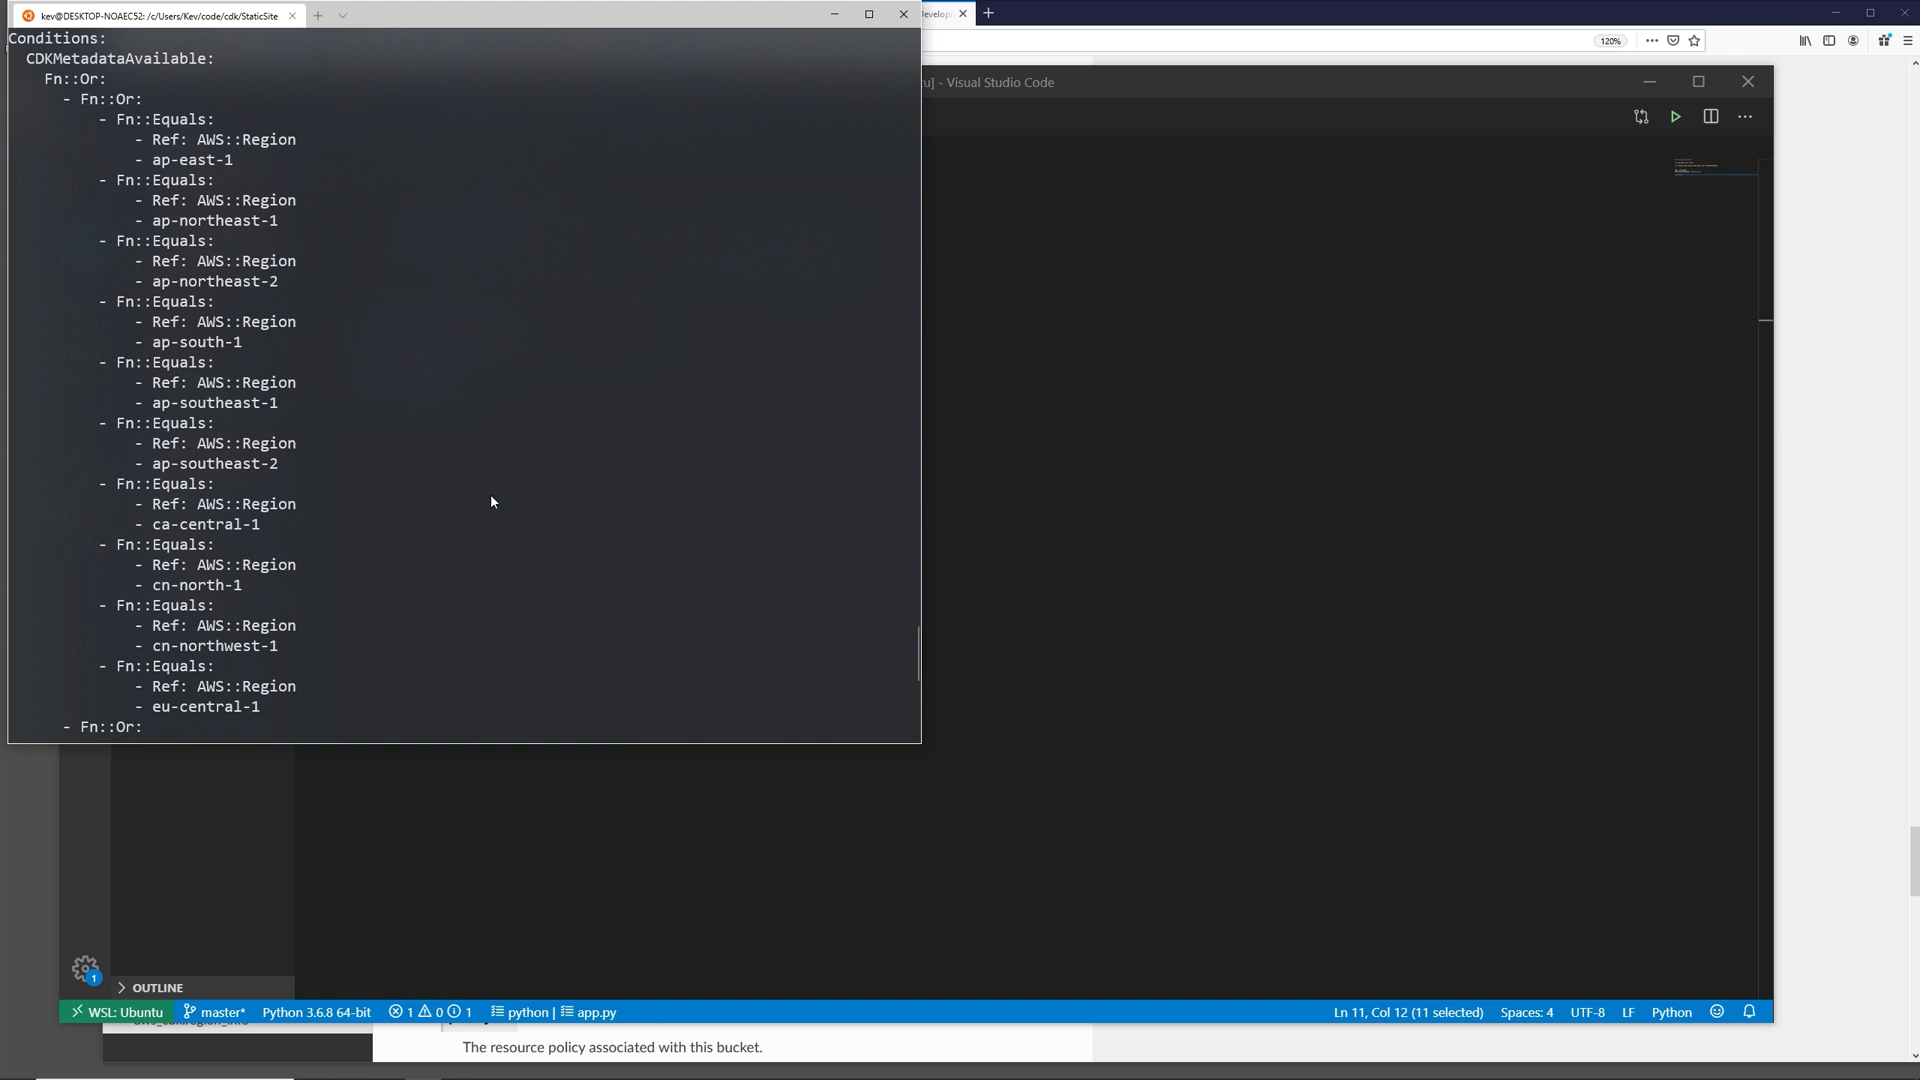 kev@DESKTOP-NOAEC52: /c/Users/Kev/code/cdk/StaticSite
Conditions:
CDKMetadataAvailable:
Fn::Or:
- Fn::Or:
- Fn::Equals:
- Ref: AWS::Region
- ap-east-1
- Fn::Equals:
- Ref: AWS::Region
- ap-northeast-1
- Fn::Equals:
- Ref: AWS::Region
- ap-northeast-2
- Fn::Equals:
- Ref: AWS::Region
- ap-south-1
- Fn::Equals:
- Ref: AWS::Region
- ap-southeast-1
- Fn::Equals:
- Ref: AWS::Region
- ap-southeast-2
- Fn::Equals:
- Ref: AWS::Region
- ca-central-1
- Fn::Equals:
- Ref: AWS::Region
- cn-north-1
- Fn::Equals:
- Ref: AWS::Region
- cn-northwest-1
- Fn::Equals:
- Ref: AWS::Region
- eu-central-1
- Fn::Or:
120%
- Visual Studio Code
1
OUTLINE
WSL: Ubuntu master* Python 3.6.8 64-bit 1 0 1 python | app.py Ln 11, Col 12 (11 selected) Spaces: 4 UTF-8 LF Python
The resource policy associated with this bucket.